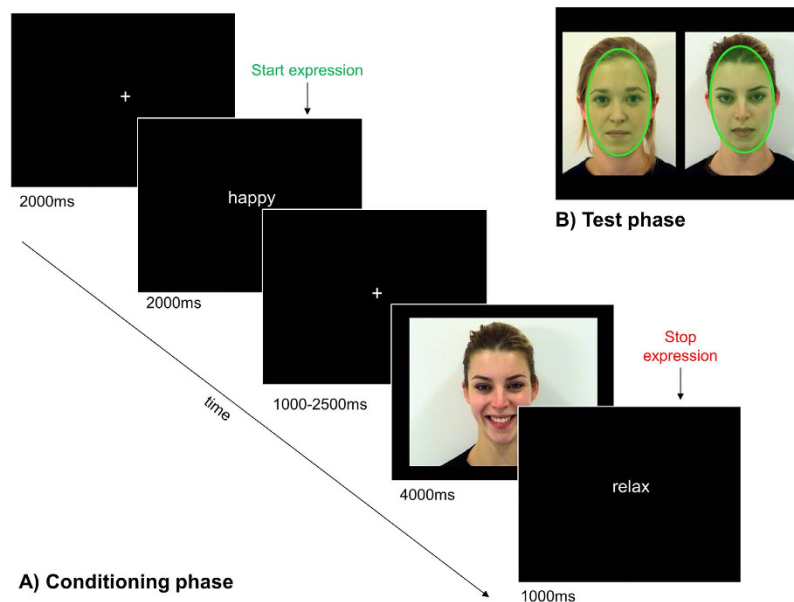 +
Start expression
2000ms
happy
2000ms
+
1000-2500ms
4000ms
Stop
expression
relax
1000ms
time
A) Conditioning phase
B) Test phase